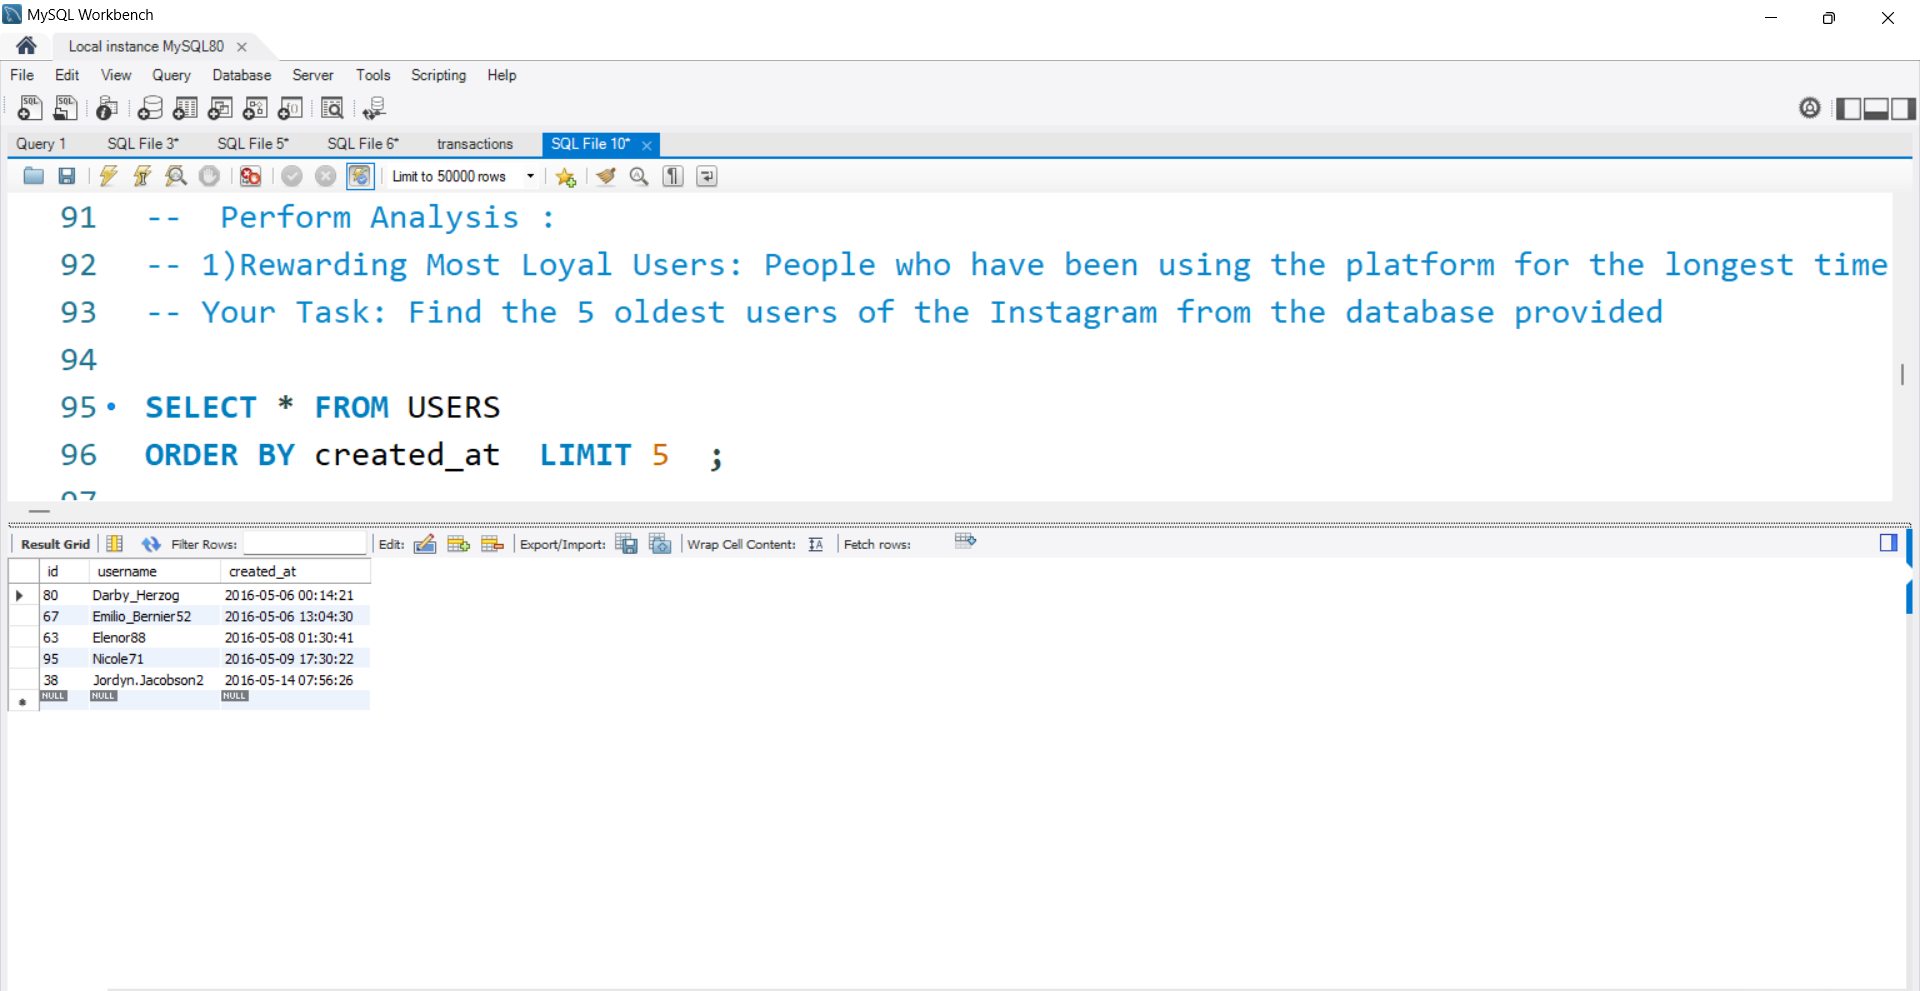 MySQL Workbench
Local instance MySQL80
File Edit View Query Database Server Tools Scripting Help
Query 1 SQL File 3* SQL File 5* SQL File 6* transactions SQL File 10*
Limit to 50000 rows
91 -- Perform Analysis :
92 -- 1)Rewarding Most Loyal Users: People who have been using the platform for the longest time
93 -- Your Task: Find the 5 oldest users of the Instagram from the database provided
94
95 SELECT * FROM USERS
96 ORDER BY created_at LIMIT 5 ;
97
Result Grid Filter Rows: Edit: Export/Import: Wrap Cell Content: Fetch rows:
id username created_at
80 Darby_Herzog 2016-05-06 00:14:21
67 Emilio_Bernier52 2016-05-06 13:04:30
63 Elenor88 2016-05-08 01:30:41
95 Nicole71 2016-05-09 17:30:22
38 Jordyn.Jacobson2 2016-05-14 07:56:26
NULL NULL NULL